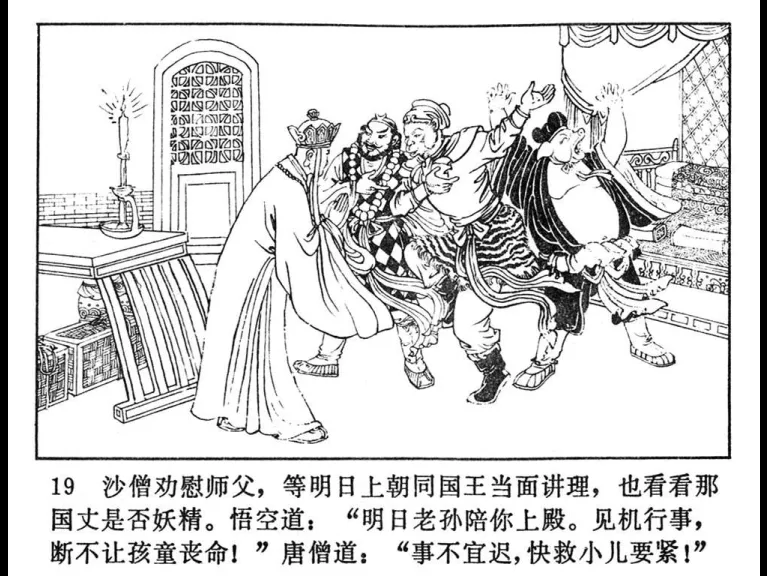 19 沙僧劝慰师父，等明日上朝同国王当面讲理，也看看那
国丈是否妖精。悟空道：“明日老孙陪你上殿。见机行事，
断不让孩童丧命！”唐僧道：“事不宜迟，快救小儿要紧！”